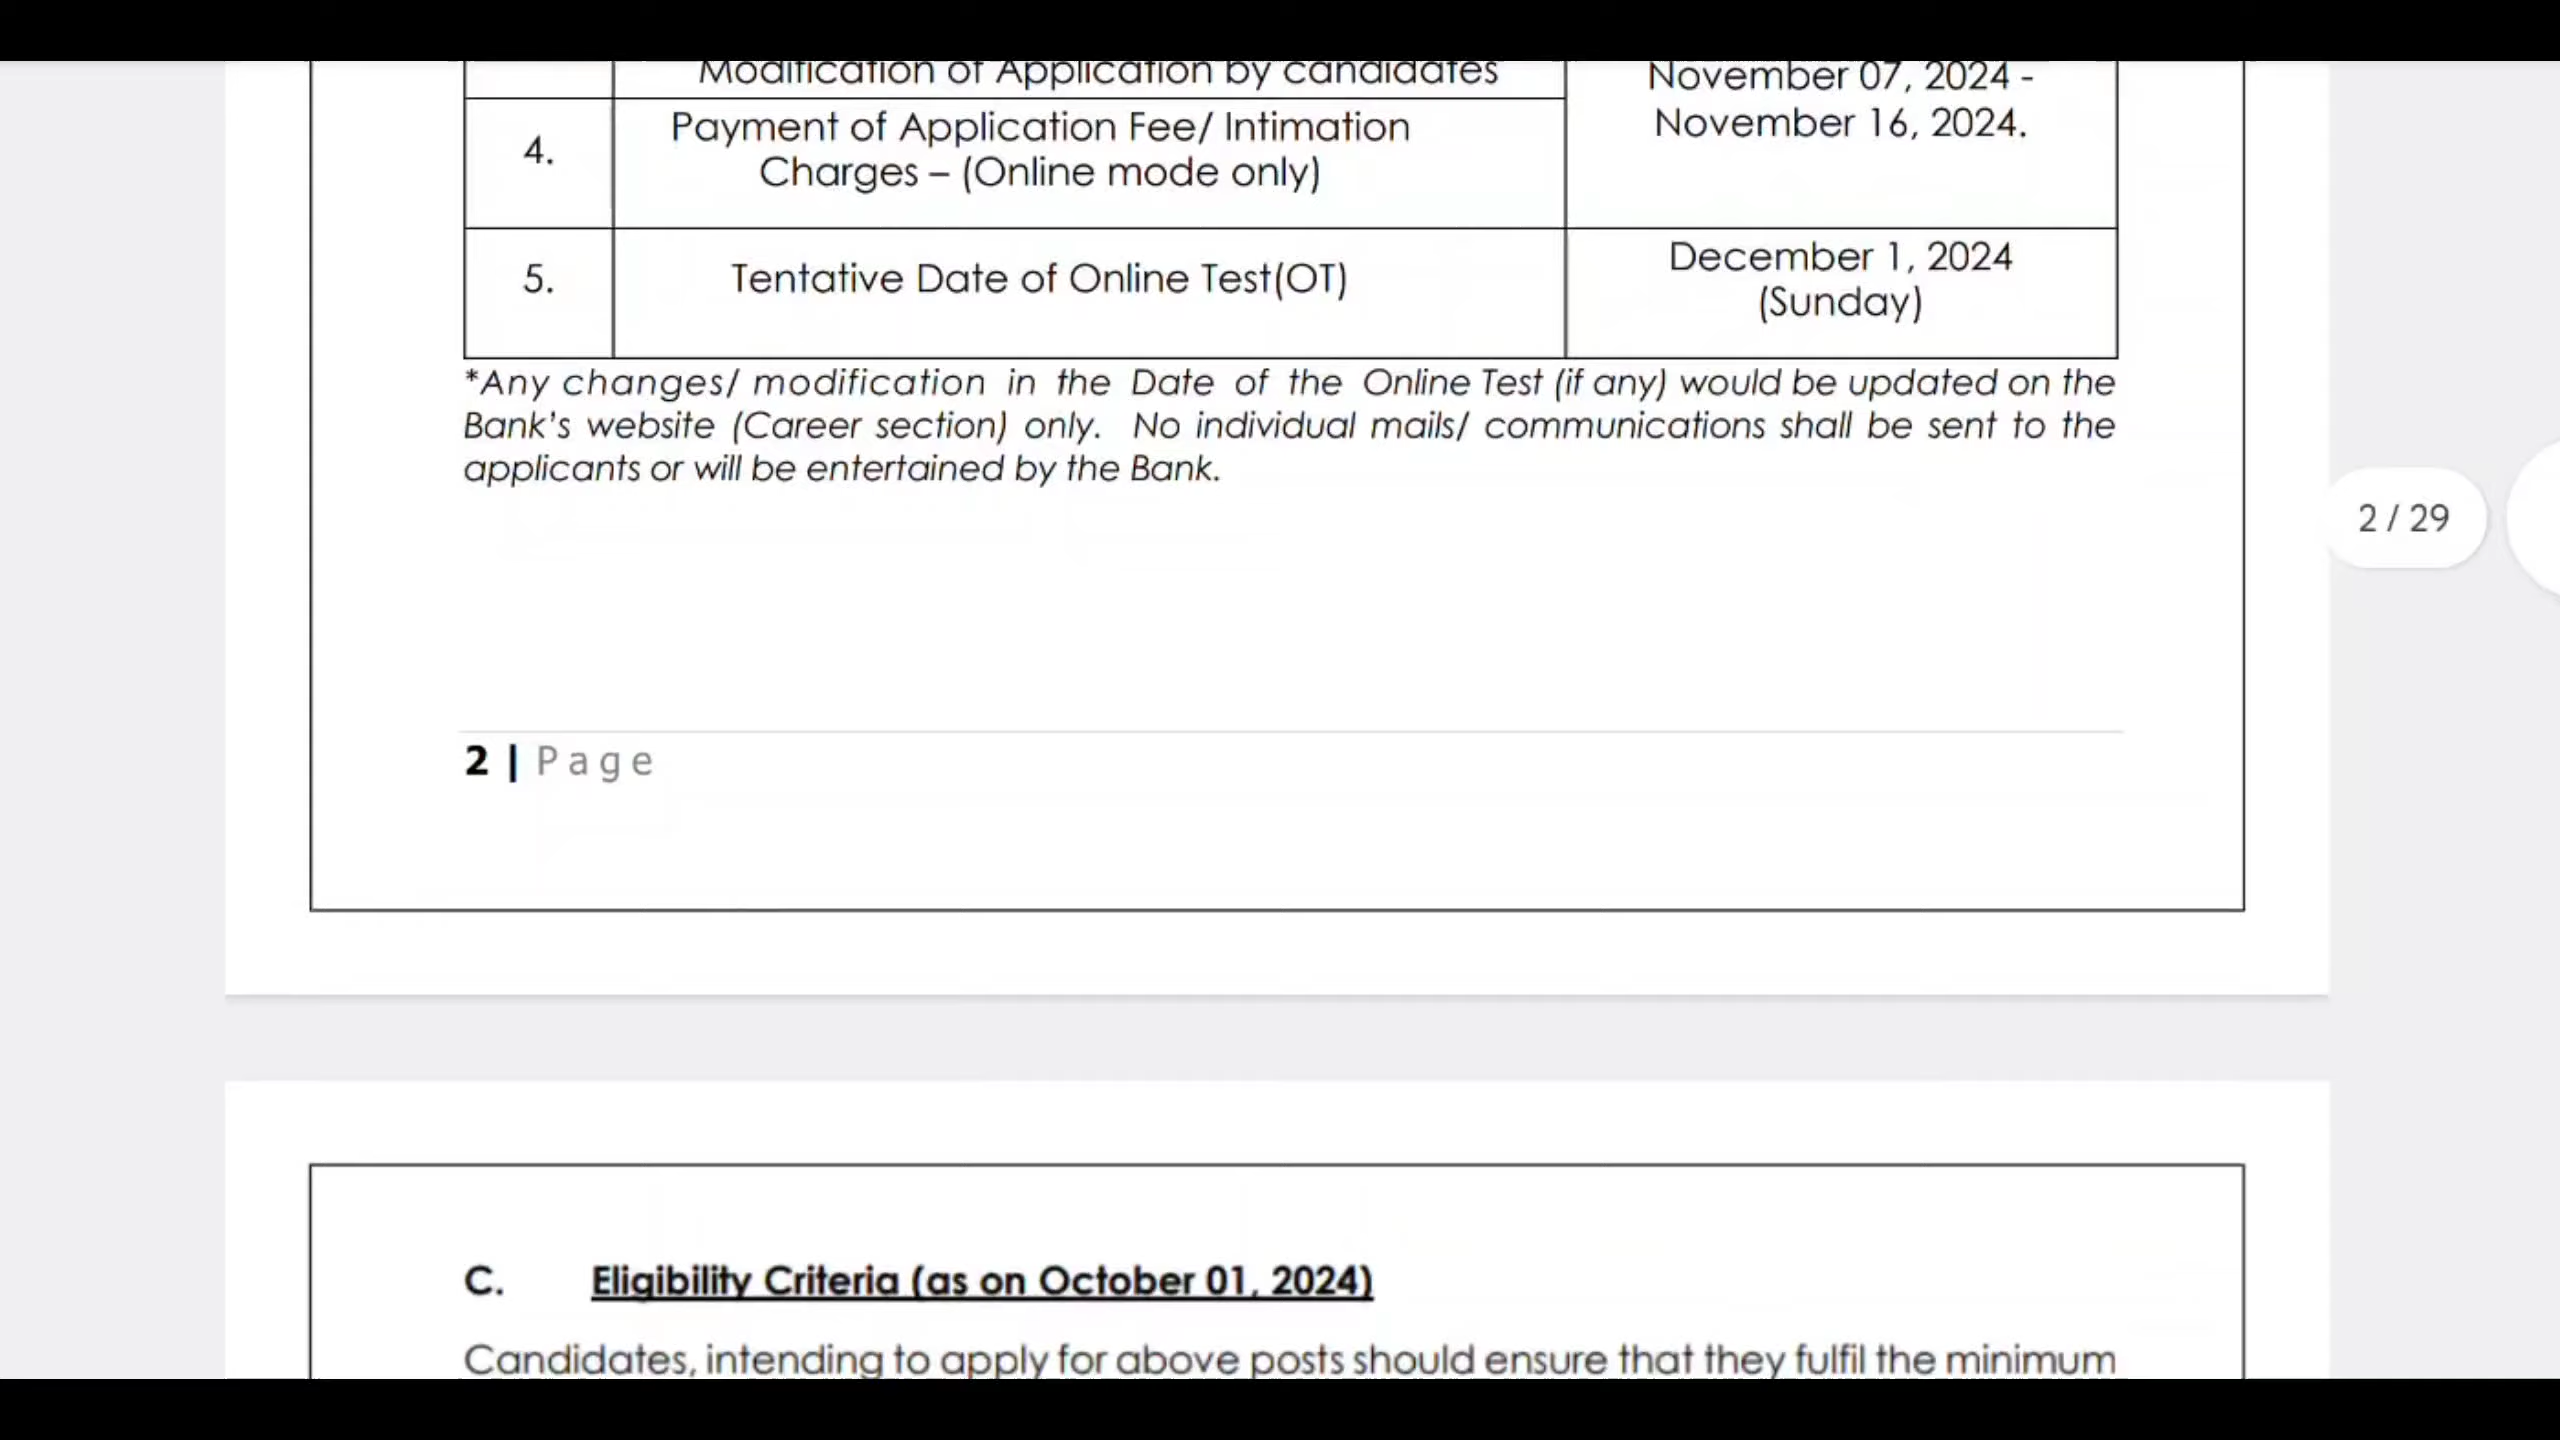 Modification of Application by candidates
November 07, 2024 -
November 16, 2024.
4.
Payment of Application Fee/ Intimation
Charges – (Online mode only)
5.
Tentative Date of Online Test(OT)
December 1, 2024
(Sunday)
*Any changes/ modification in the Date of the Online Test (if any) would be updated on the
Bank's website (Career section) only. No individual mails/ communications shall be sent to the
applicants or will be entertained by the Bank.
2 / 29
2 | Page
C. Eligibility Criteria (as on October 01, 2024)
Candidates, intending to apply for above posts should ensure that they fulfil the minimum